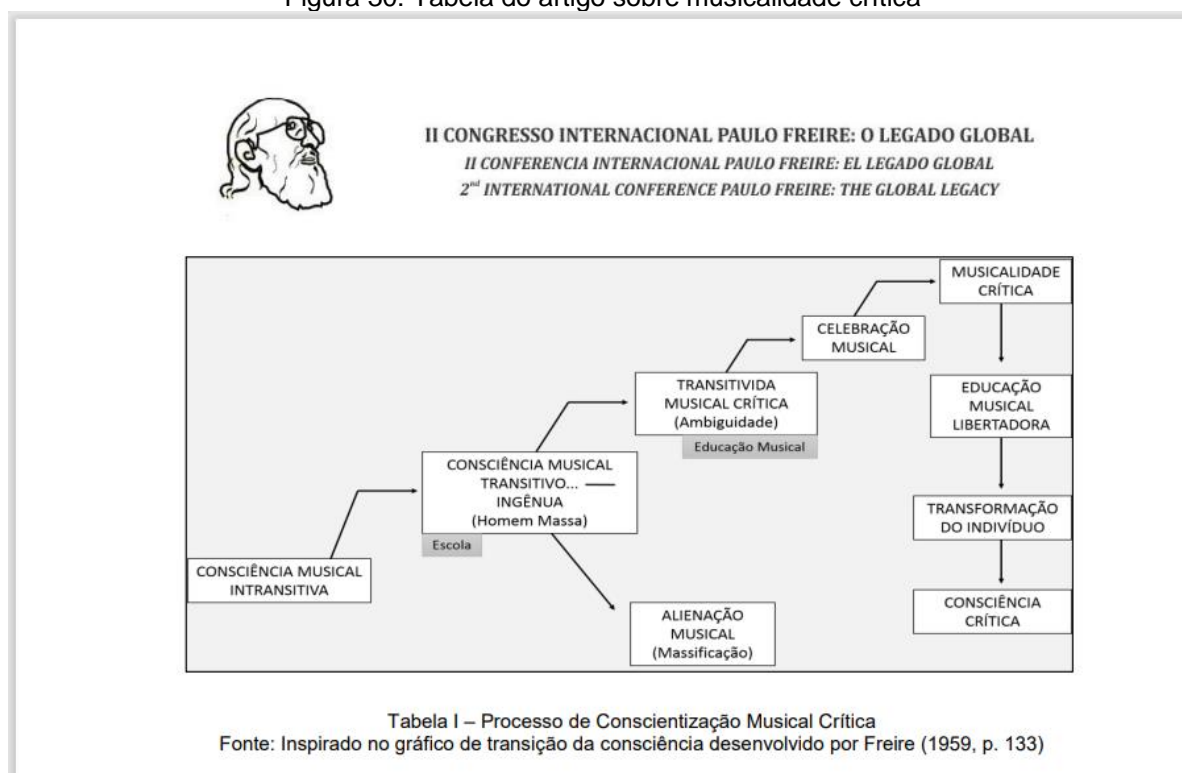 Figura 30: Tabela do artigo sobre musicalidade crítica
II CONGRESSO INTERNACIONAL PAULO FREIRE: O LEGADO GLOBAL
II CONFERENCIA INTERNACIONAL PAULO FREIRE: EL LEGADO GLOBAL
2nd INTERNATIONAL CONFERENCE PAULO FREIRE: THE GLOBAL LEGACY
MUSICALIDADE
CRÍTICA
CELEBRAÇÃO
MUSICAL
TRANSITIVIDA
MUSICAL CRÍTICA
(Ambiguidade)
Educação Musical
EDUCAÇÃO
MUSICAL
LIBERTADORA
CONSCIÊNCIA MUSICAL
TRANSITIVO...
INGÊNUA
(Homem Massa)
Escola
TRANSFORMAÇÃO
DO INDIVÍDUO
CONSCIÊNCIA MUSICAL
INTRANSITIVA
ALIENAÇÃO
MUSICAL
(Massificação)
CONSCIÊNCIA
CRÍTICA
Tabela I – Processo de Conscientização Musical Crítica
Fonte: Inspirado no gráfico de transição da consciência desenvolvido por Freire (1959, p. 133)